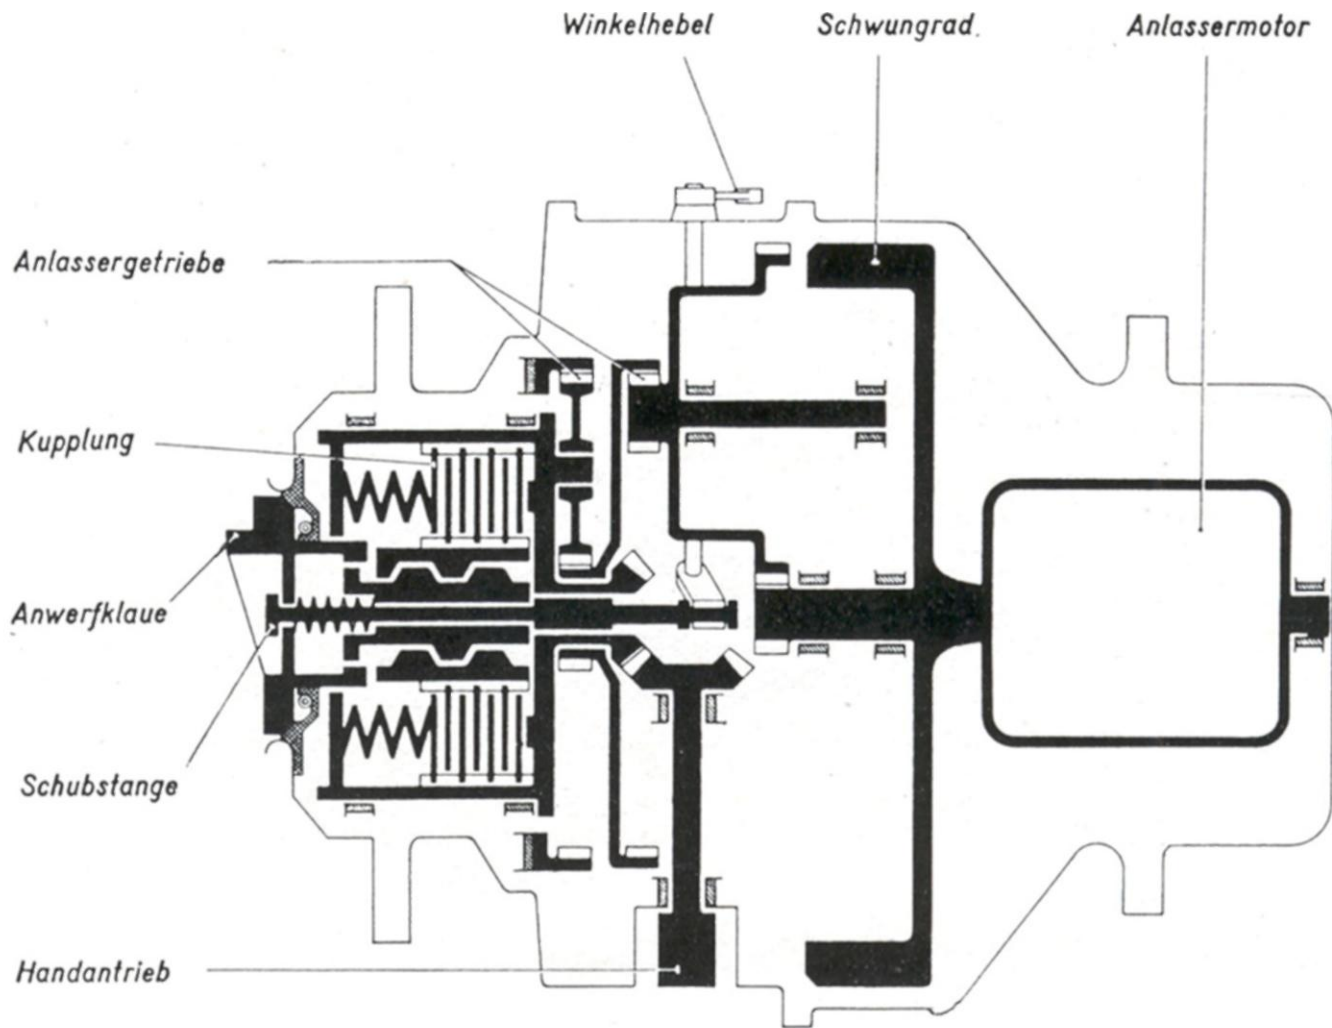 Winkelhebel
Schwungrad.
Anlassermotor
Anlassergetriebe
Kupplung
Anwerfklaue
Schubstange
Handantrieb